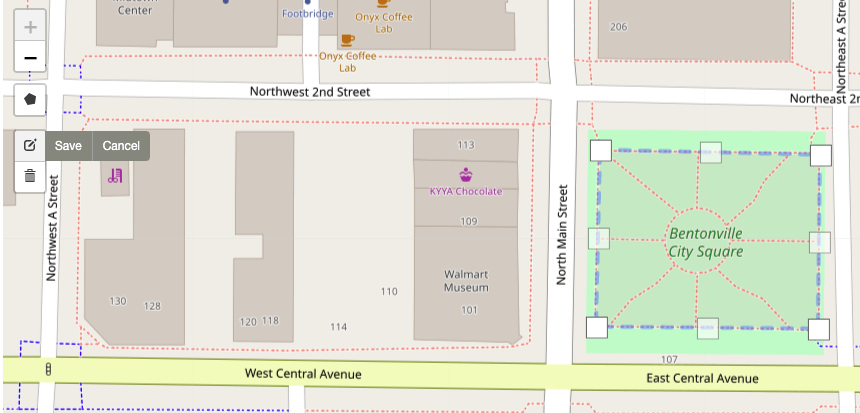 Center
Footbridge
Onyx Coffee
Lab
Onyx Coffee
Lab
206
Northeast A Stre
+
−
Northwest 2nd Street
Northeast 2n
Save
Cancel
113
KYYA Chocolate
109
Northwest A Street
North Main Street
Bentonville
City Square
Walmart
Museum
101
110
130
128
120
118
114
107
West Central Avenue
East Central Avenue